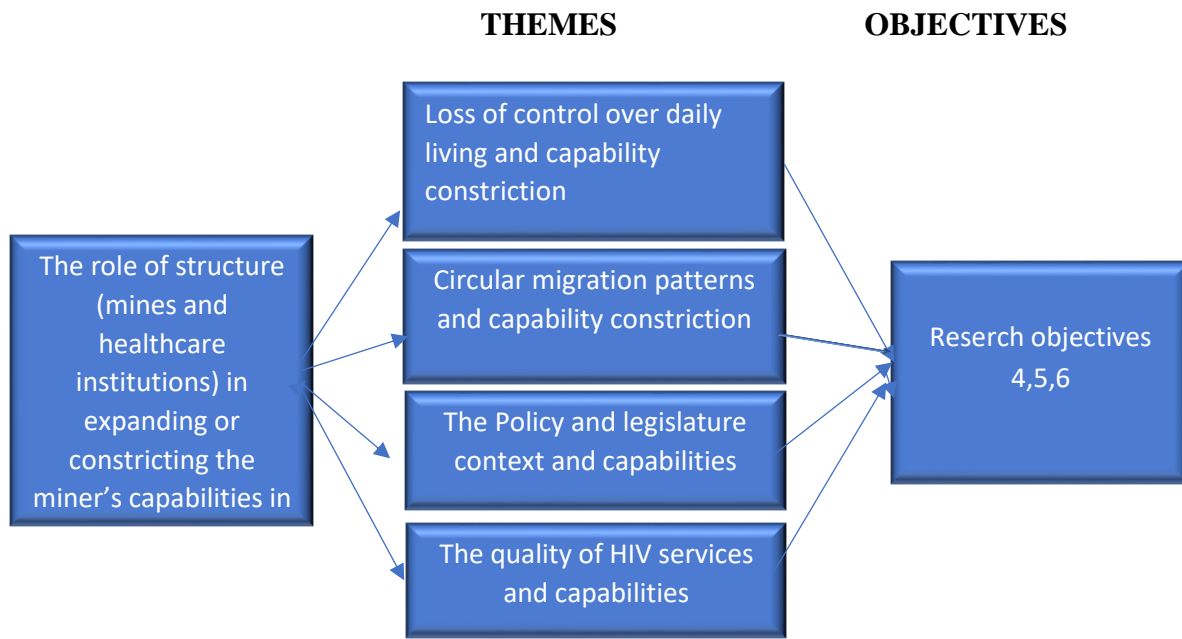 THEMES
OBJECTIVES
The role of structure
(mines and
healthcare
institutions) in
expanding or
constricting the
miner’s capabilities in
Loss of control over daily
living and capability
constriction
Circular migration patterns
and capability constriction
The Policy and legislature
context and capabilities
The quality of HIV services
and capabilities
Reserch objectives
4,5,6